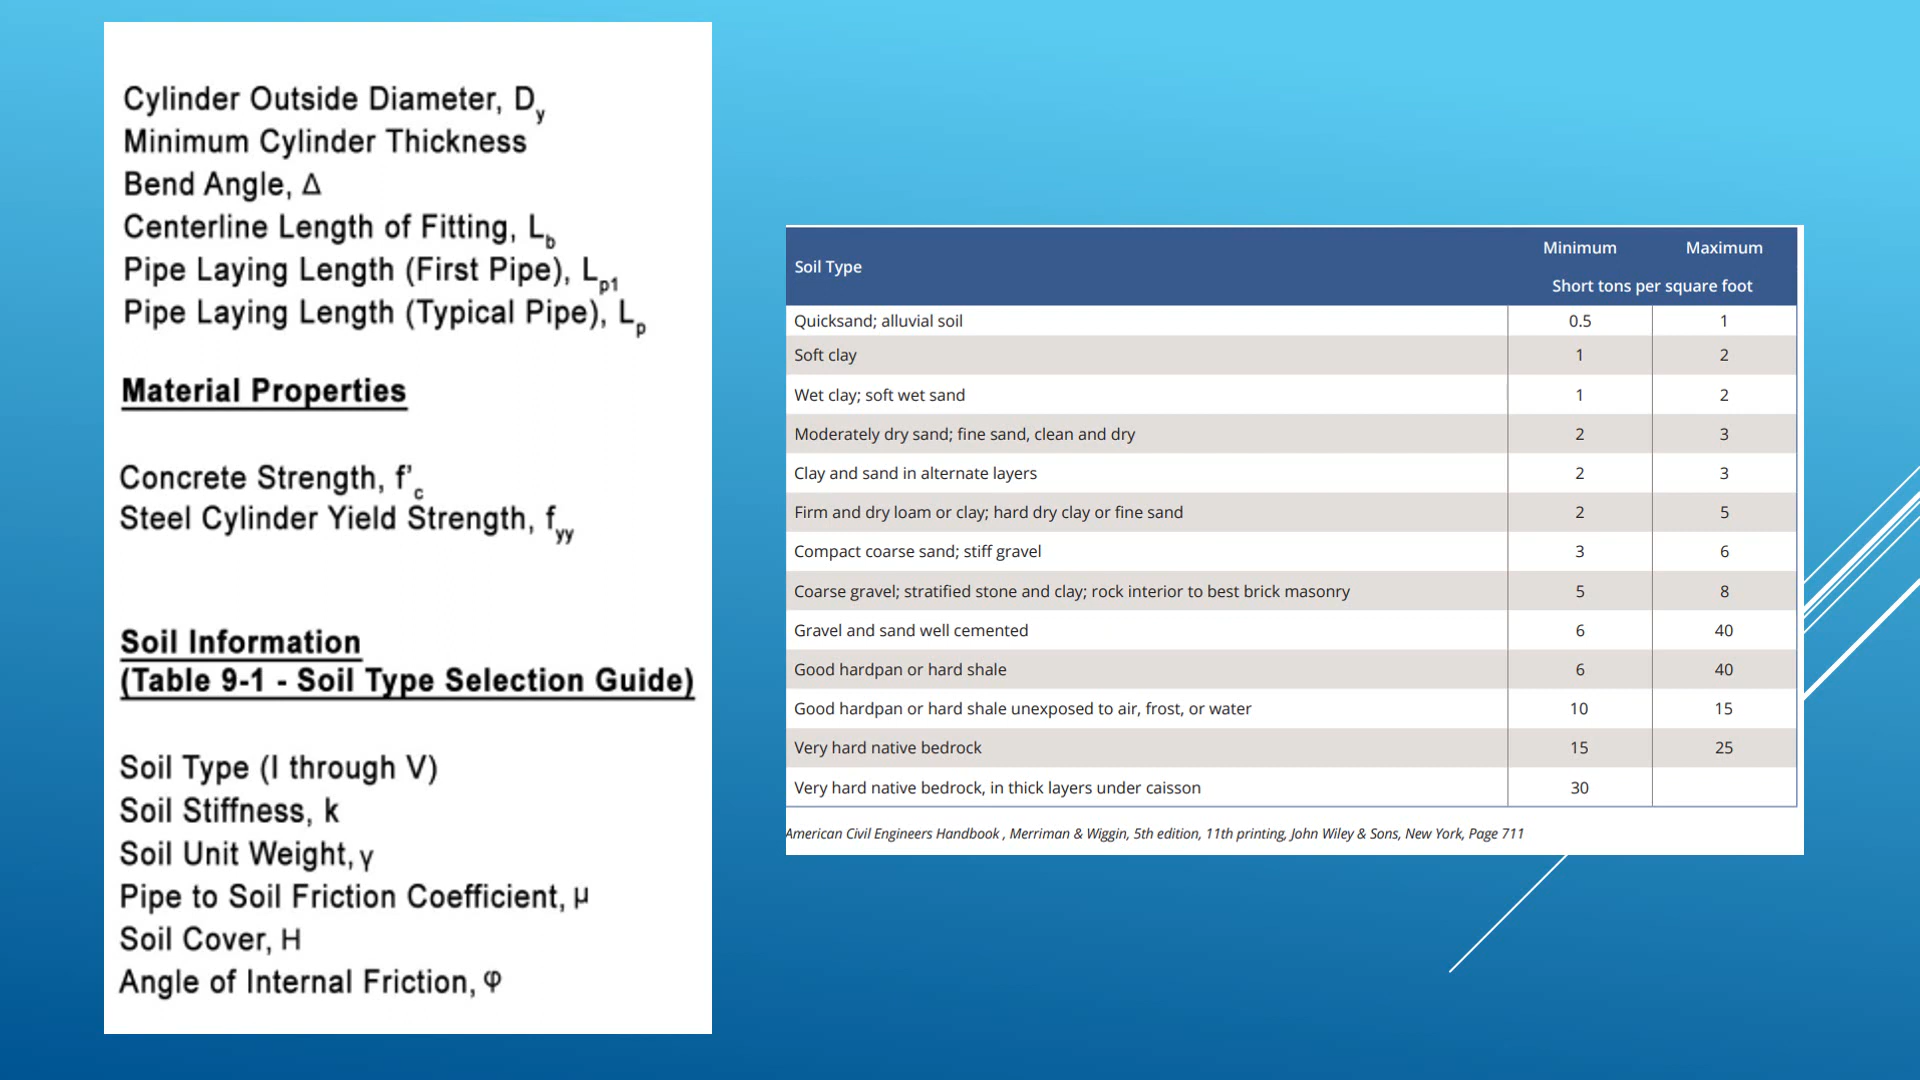 Cylinder Outside Diameter, Dy
Minimum Cylinder Thickness
Bend Angle, Δ
Centerline Length of Fitting, Lb
Pipe Laying Length (First Pipe), Lp1
Pipe Laying Length (Typical Pipe), Lp
Material Properties
Concrete Strength, f'c
Steel Cylinder Yield Strength, fyy
Soil Information
(Table 9-1 - Soil Type Selection Guide)
Soil Type (I through V)
Soil Stiffness, k
Soil Unit Weight, γ
Pipe to Soil Friction Coefficient, μ
Soil Cover, H
Angle of Internal Friction, φ
Soil Type Minimum Maximum
Short tons per square foot
Quicksand; alluvial soil 0.5 1
Soft clay 1 2
Wet clay; soft wet sand 1 2
Moderately dry sand; fine sand, clean and dry 2 3
Clay and sand in alternate layers 2 3
Firm and dry loam or clay; hard dry clay or fine sand 2 5
Compact coarse sand; stiff gravel 3 6
Coarse gravel; stratified stone and clay; rock interior to best brick masonry 5 8
Gravel and sand well cemented 6 40
Good hardpan or hard shale 6 40
Good hardpan or hard shale unexposed to air, frost, or water 10 15
Very hard native bedrock 15 25
Very hard native bedrock, in thick layers under caisson 30
American Civil Engineers Handbook , Merriman & Wiggin, 5th edition, 11th printing, John Wiley & Sons, New York, Page 711